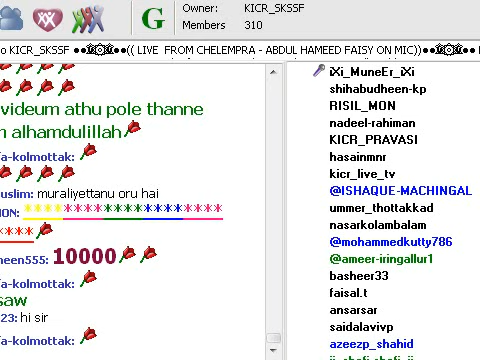 G
Owner: KICR_SKSSF
Members 310
o KICR_SKSSF ●●۞●●(( LIVE FROM CHELEMPRA - ABDUL HAMEED FAISY ON MIC))●●۞●●
videum athu pole thanne
n alhamdulillah
a-kolmottak:
uslim: muraliyettanu oru hai
ION: ********************
****
neen555: 10000
a-kolmottak:
saw
23: hi sir
a-kolmottak:
iXi_MuneEr_iXi
shihabudheen-kp
RISIL_MON
nadeel-rahiman
KICR_PRAVASI
hasainmnr
kicr_live_tv
@ISHAQUE-MACHINGAL
ummer_thottakkad
nasarkolambalam
@mohammedkutty786
@ameer-iringallur1
basheer33
faisal.t
ansarsar
saidalavivp
azeezp_shahid